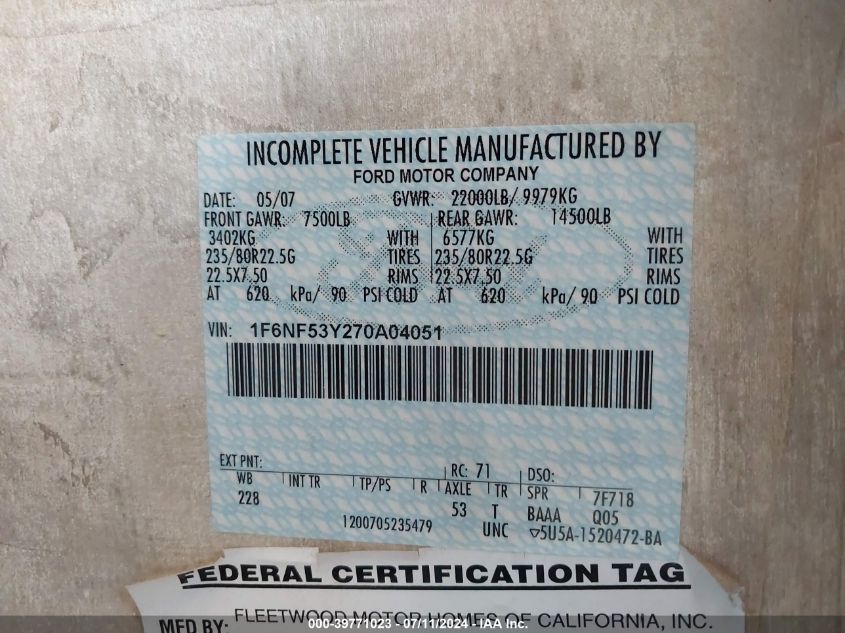 INCOMPLETE VEHICLE MANUFACTURED BY
FORD MOTOR COMPANY
DATE: 05/07 GVWR: 22000LB/ 9979KG
FRONT GAWR: 7500LB REAR GAWR: 14500LB
3402KG WITH 6577KG WITH
235/80R22.5G TIRES 235/80R22.5G TIRES
22.5X7.50 RIMS 22.5X7.50 RIMS
AT 620 kPa/ 90 PSI COLD AT 620 kPa/ 90 PSI COLD
VIN: 1F6NF53Y270A04051
EXT PNT: RC: 71 DSO:
WB INT TR TP/PS R AXLE TR SPR 7F718
228 53 T BAAA Q05
1200705235479 UNC ▽5U5A-1520472-BA
FEDERAL CERTIFICATION TAG
MFD BY: FLEETWOOD MOTOR HOMES OF CALIFORNIA, INC.
000-39771023 - 07/11/2024 - IAA Inc.